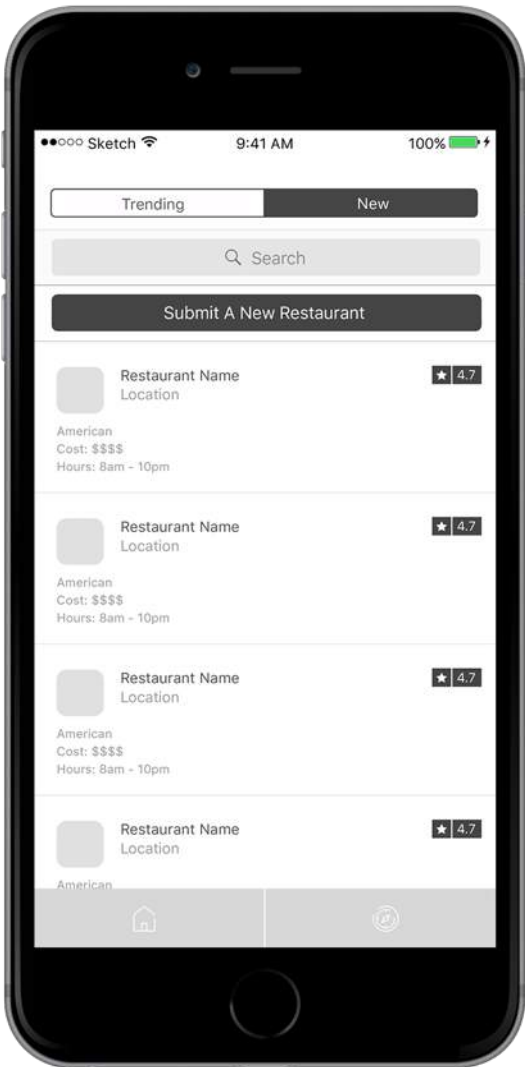 Sketch 9:41 AM 100%
Trending New
Search
Submit A New Restaurant
Restaurant Name 4.7
Location
American
Cost: $$$$
Hours: 8am - 10pm
Restaurant Name 4.7
Location
American
Cost: $$$$
Hours: 8am - 10pm
Restaurant Name 4.7
Location
American
Cost: $$$$
Hours: 8am - 10pm
Restaurant Name 4.7
Location
American